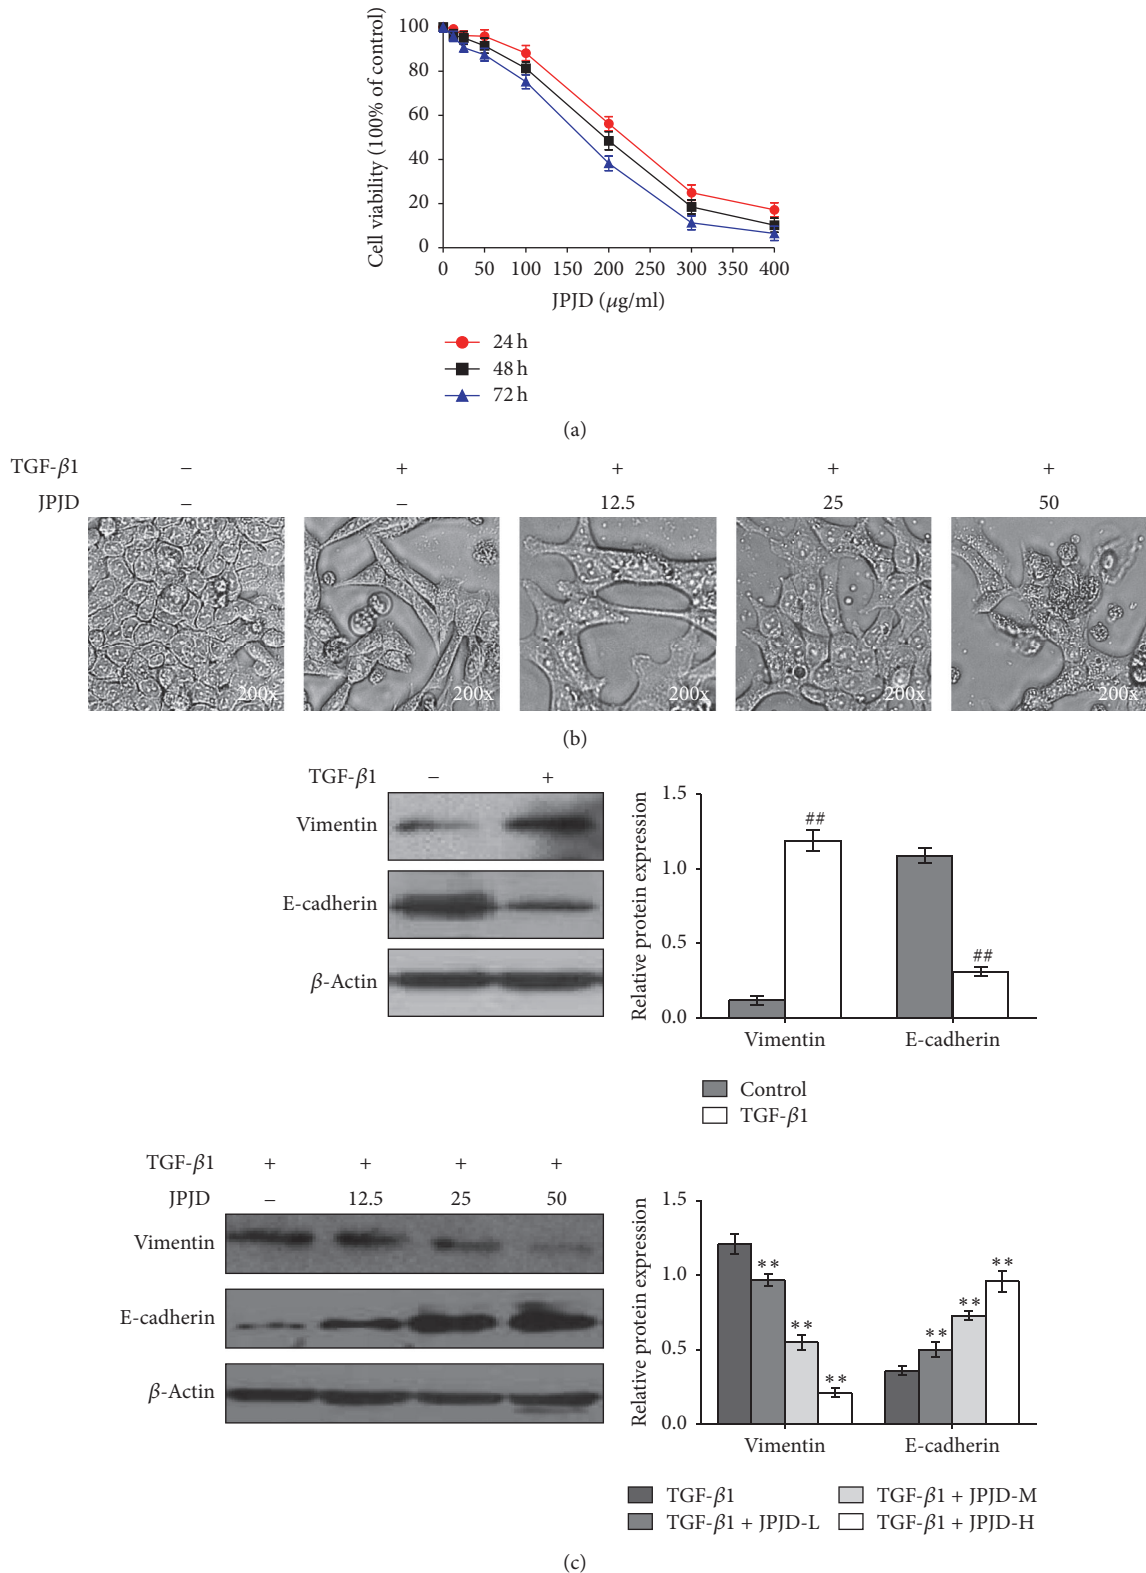 100
80
60
40
20
0
Cell viability (100% of control)
0 50 100 150 200 250 300 350 400
JPJD (μg/ml)
24 h
48 h
72 h
(a)
TGF-β1 – + + + +
JPJD – – 12.5 25 50
200x 200x 200x 200x 200x
(b)
TGF-β1 – +
Vimentin
E-cadherin
β-Actin
Relative protein expression
1.5
1.0
0.5
0.0
##
##
Vimentin E-cadherin
Control
TGF-β1
TGF-β1 + + + +
JPJD – 12.5 25 50
Vimentin
E-cadherin
β-Actin
Relative protein expression
1.5
1.0
0.5
0.0
** ** **
** ** **
Vimentin E-cadherin
TGF-β1 TGF-β1 + JPJD-M
TGF-β1 + JPJD-L TGF-β1 + JPJD-H
(c)